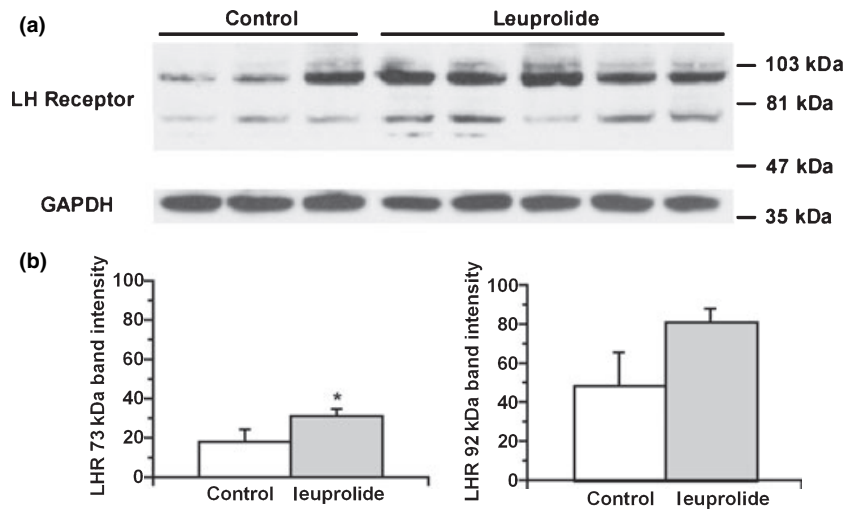 (a)
Control Leuprolide
LH Receptor
103 kDa
81 kDa
47 kDa
GAPDH
35 kDa
(b)
LHR 73 kDa band intensity
100
80
60
40
20
0
*
Control leuprolide
LHR 92 kDa band intensity
100
80
60
40
20
0
Control leuprolide